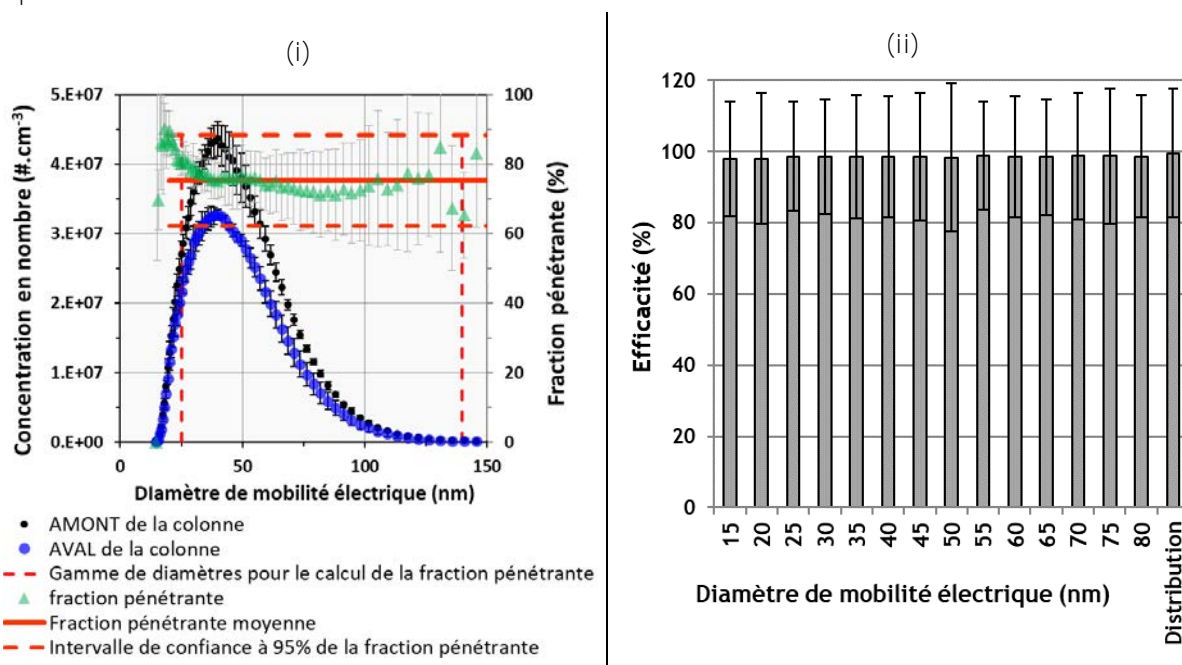 (i)
5.E+07
4.E+07
3.E+07
2.E+07
1.E+07
0.E+00
Concentration en nombre (#.cm-3)
100
80
60
40
20
0
Fraction pénétrante (%)
0 50 100 150
Diamètre de mobilité électrique (nm)
AMONT de la colonne
AVAL de la colonne
Gamme de diamètres pour le calcul de la fraction pénétrante
fraction pénétrante
Fraction pénétrante moyenne
Intervalle de confiance à 95% de la fraction pénétrante
(ii)
120
100
80
60
40
20
0
Efficacité (%)
15 20 25 30 35 40 45 50 55 60 65 70 75 80 Distribution
Diamètre de mobilité électrique (nm)